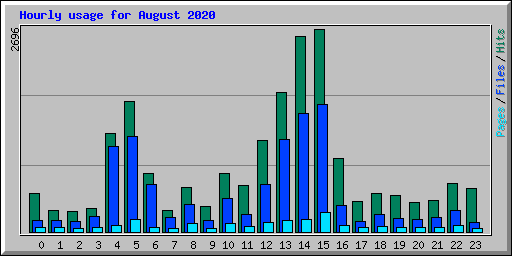 Hourly usage for August 2020
2696
Pages / Files / Hits
0 1 2 3 4 5 6 7 8 9 10 11 12 13 14 15 16 17 18 19 20 21 22 23